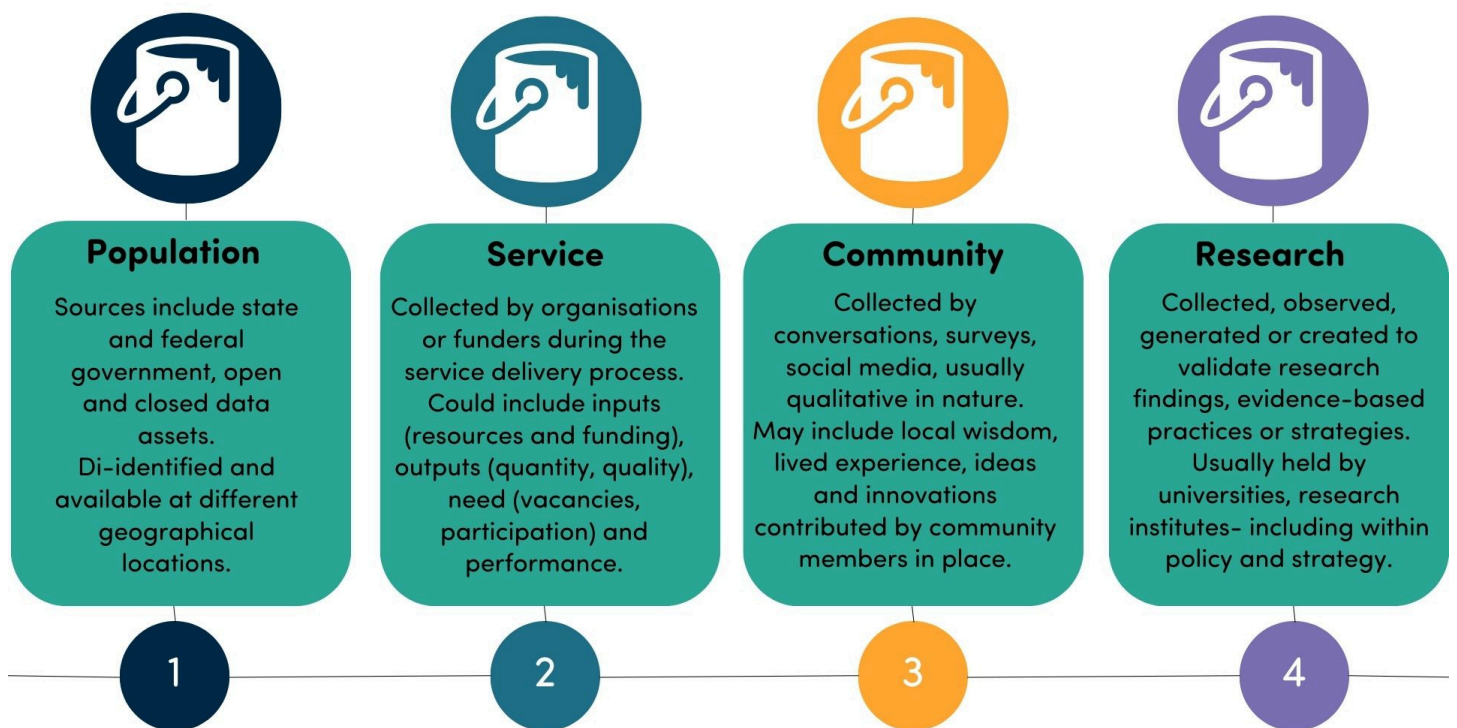 Population
Sources include state
and federal
government, open
and closed data
assets.
Di-identified and
available at different
geographical
locations.
1
Service
Collected by organisations
or funders during the
service delivery process.
Could include inputs
(resources and funding),
outputs (quantity, quality),
need (vacancies,
participation) and
performance.
2
Community
Collected by
conversations, surveys,
social media, usually
qualitative in nature.
May include local wisdom,
lived experience, ideas
and innovations
contributed by community
members in place.
3
Research
Collected, observed,
generated or created to
validate research
findings, evidence-based
practices or strategies.
Usually held by
universities, research
institutes- including within
policy and strategy.
4